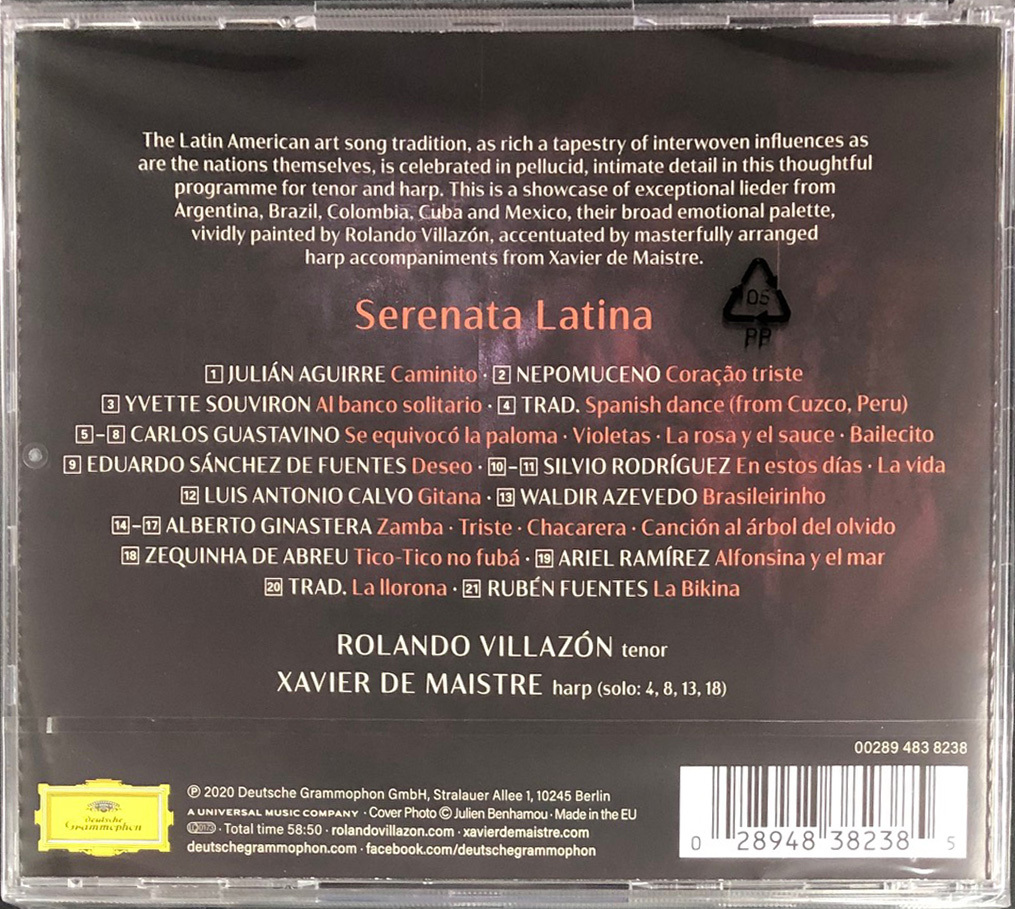 The Latin American art song tradition, as rich a tapestry of interwoven influences as
are the nations themselves, is celebrated in pellucid, intimate detail in this thoughtful
programme for tenor and harp. This is a showcase of exceptional lieder from
Argentina, Brazil, Colombia, Cuba and Mexico, their broad emotional palette,
vividly painted by Rolando Villazón, accentuated by masterfully arranged
harp accompaniments from Xavier de Maistre.
05
PP
Serenata Latina
1 JULIÁN AGUIRRE Caminito · 2 NEPOMUCENO Coração triste
3 YVETTE SOUVIRON Al banco solitario · 4 TRAD. Spanish dance (from Cuzco, Peru)
5–8 CARLOS GUASTAVINO Se equivocó la paloma · Violetas · La rosa y el sauce · Bailecito
9 EDUARDO SÁNCHEZ DE FUENTES Deseo · 10–11 SILVIO RODRÍGUEZ En estos días · La vida
12 LUIS ANTONIO CALVO Gitana · 13 WALDIR AZEVEDO Brasileirinho
14–17 ALBERTO GINASTERA Zamba · Triste · Chacarera · Canción al árbol del olvido
18 ZEQUINHA DE ABREU Tico-Tico no fubá · 19 ARIEL RAMÍREZ Alfonsina y el mar
20 TRAD. La llorona · 21 RUBÉN FUENTES La Bikina
ROLANDO VILLAZÓN tenor
XAVIER DE MAISTRE harp (solo: 4, 8, 13, 18)
00289 483 8238
Deutsche
Grammophon
℗ 2020 Deutsche Grammophon GmbH, Stralauer Allee 1, 10245 Berlin
A UNIVERSAL MUSIC COMPANY · Cover Photo © Julien Benhamou · Made in the EU
· Total time 58:50 · rolandovillazon.com · xavierdemaistre.com
deutschegrammophon.com · facebook.com/deutschegrammophon
0 28948 38238 5